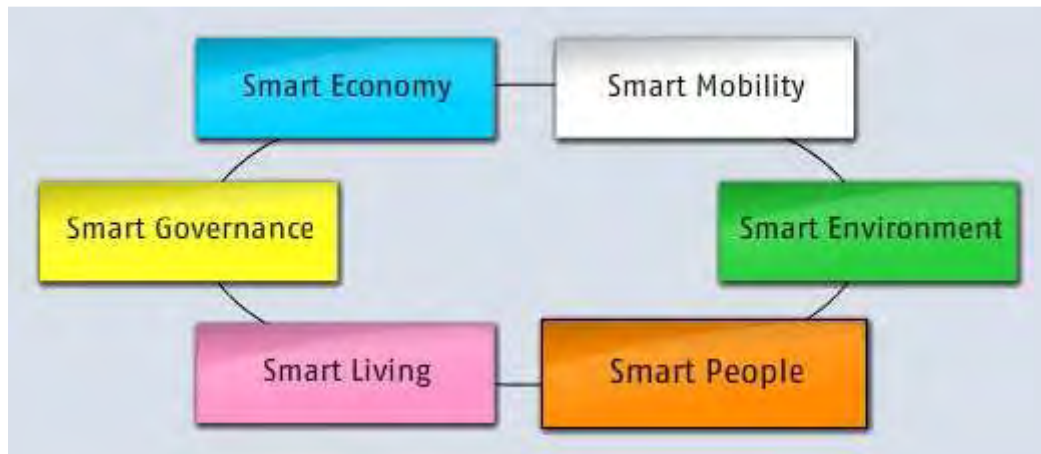 Smart Economy
Smart Mobility
Smart Governance
Smart Environment
Smart Living
Smart People